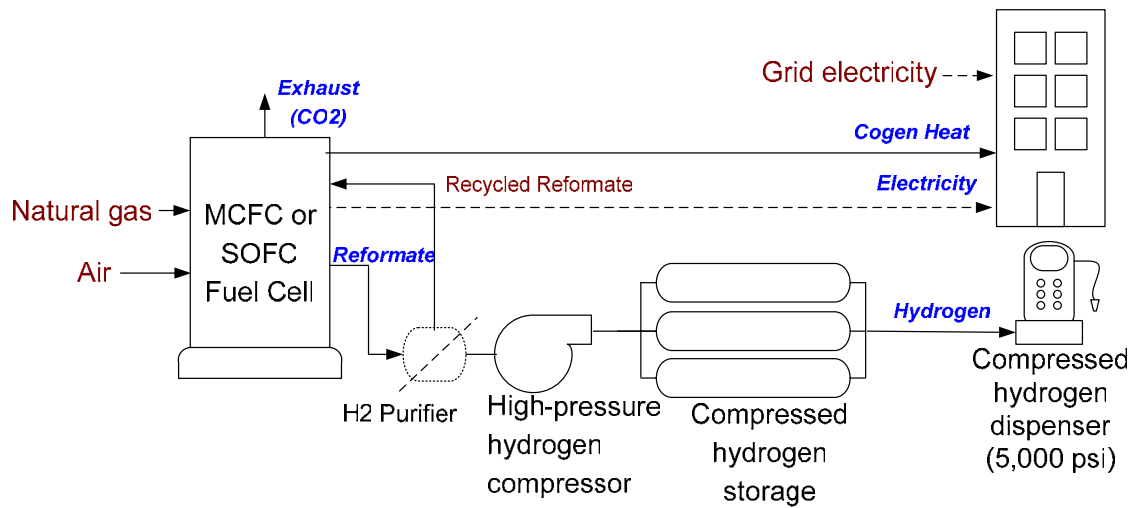 Exhaust
(CO2)
Grid electricity
Cogen Heat
Recycled Reformate
Electricity
Natural gas
Air
MCFC or
SOFC
Fuel Cell
Reformate
Hydrogen
H2 Purifier
High-pressure
hydrogen
compressor
Compressed
hydrogen
storage
Compressed
hydrogen
dispenser
(5,000 psi)